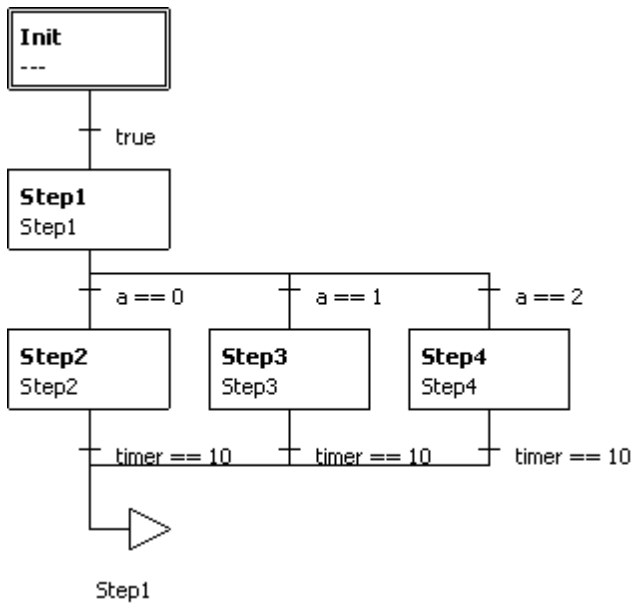 Init
---
true
Step1
Step1
a == 0
a == 1
a == 2
Step2
Step2
Step3
Step3
Step4
Step4
timer == 10
timer == 10
timer == 10
Step1